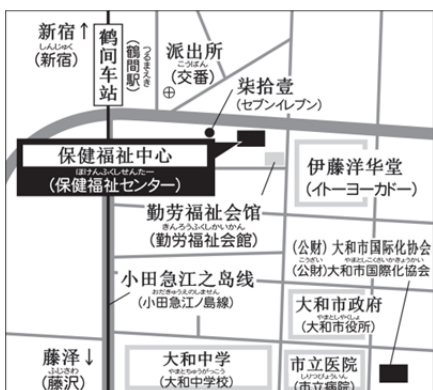 新宿↑
しんじゅく
(新宿)
鹤间车站
つるまえき
(鶴間駅)
派出所
こうばん
(交番)
柒拾壹
(セブンイレブン)
保健福祉中心
ほけんふくしせんたー
(保健福祉センター)
伊藤洋华堂
(イトーヨーカドー)
勤劳福祉会馆
きんろうふくしかいかん
(勤労福祉会館)
(公财)大和市国际化协会
こうざい やまとしこくさいかきょうかい
(公財)大和市国際化協会
小田急江之岛线
おだきゅうえのしません
(小田急江ノ島線)
大和市政府
やまとしやくしょ
(大和市役所)
藤泽↓
ふじさわ
(藤沢)
大和中学
やまとちゅうがっこう
(大和中学校)
市立医院
しりつびょういん
(市立病院)